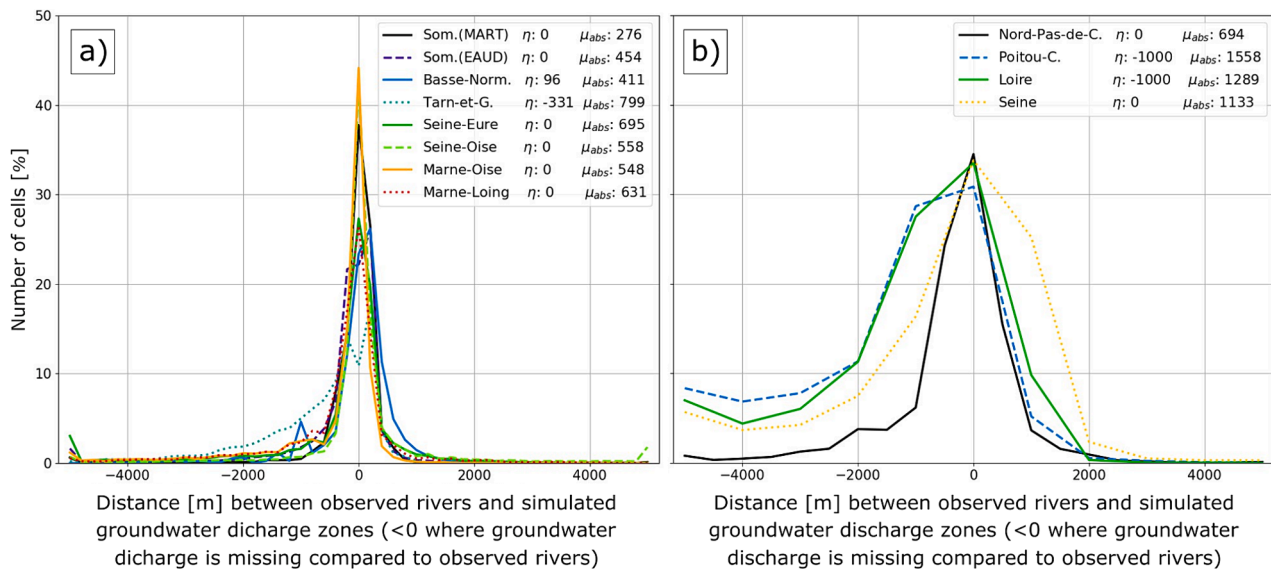 a)
Som.(MART) η: 0 μabs: 276
Som.(EAUD) η: 0 μabs: 454
Basse-Norm. η: 96 μabs: 411
Tarn-et-G. η: -331 μabs: 799
Seine-Eure η: 0 μabs: 695
Seine-Oise η: 0 μabs: 558
Marne-Oise η: 0 μabs: 548
Marne-Loing η: 0 μabs: 631
50
40
30
20
10
0
Number of cells [%]
-4000 -2000 0 2000 4000
Distance [m] between observed rivers and simulated
groundwater dicharge zones (<0 where groundwater
dicharge is missing compared to observed rivers)
b)
Nord-Pas-de-C. η: 0 μabs: 694
Poitou-C. η: -1000 μabs: 1558
Loire η: -1000 μabs: 1289
Seine η: 0 μabs: 1133
-4000 -2000 0 2000 4000
Distance [m] between observed rivers and simulated
groundwater discharge zones (<0 where groundwater
discharge is missing compared to observed rivers)